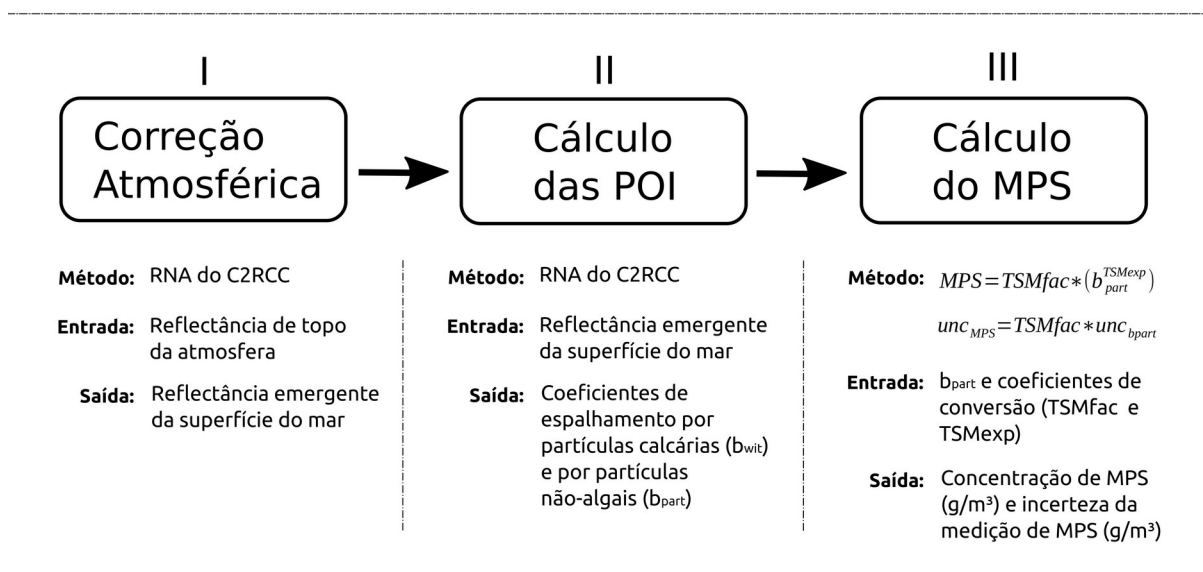 I
Correção
Atmosférica
Método: RNA do C2RCC
Entrada: Reflectância de topo
da atmosfera
Saída: Reflectância emergente
da superfície do mar
II
Cálculo
das POI
Método: RNA do C2RCC
Entrada: Reflectância emergente
da superfície do mar
Saída: Coeficientes de
espalhamento por
partículas calcárias (bwit)
e por partículas
não-algais (bpart)
III
Cálculo
do MPS
Método: MPS=TSMfac*(b_part^TSMexp)
unc_MPS=TSMfac*unc_bpart
Entrada: bpart e coeficientes de
conversão (TSMfac e
TSMexp)
Saída: Concentração de MPS
(g/m³) e incerteza da
medição de MPS (g/m³)